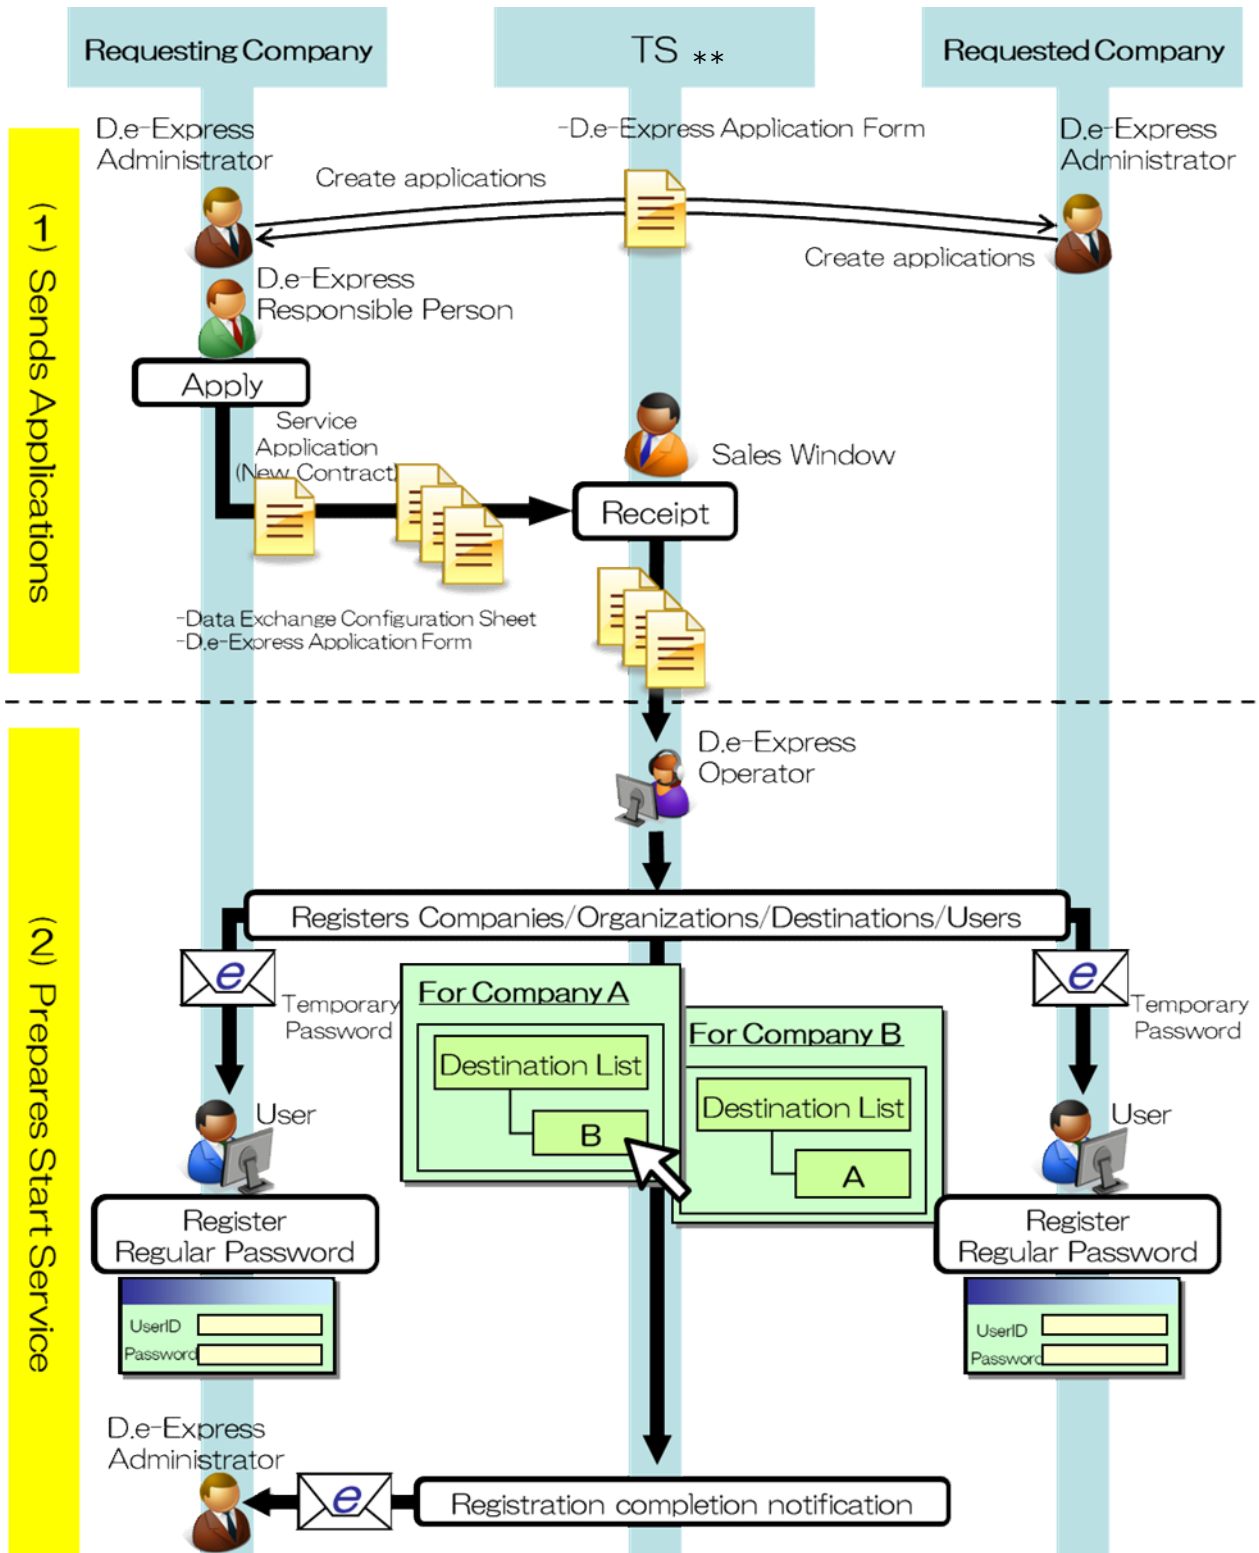 Requesting Company
TS **
Requested Company
(1) Sends Applications
D.e-Express
Administrator
-D.e-Express Application Form
D.e-Express
Administrator
Create applications
Create applications
D.e-Express
Responsible Person
Apply
Service
Application
(New Contract)
Sales Window
Receipt
-Data Exchange Configuration Sheet
-D.e-Express Application Form
(2) Prepares Start Service
D.e-Express
Operator
Registers Companies/Organizations/Destinations/Users
e
e
Temporary
Password
Temporary
Password
For Company A
Destination List
B
For Company B
Destination List
A
User
User
Register
Regular Password
Register
Regular Password
UserID
Password
UserID
Password
D.e-Express
Administrator
e
Registration completion notification